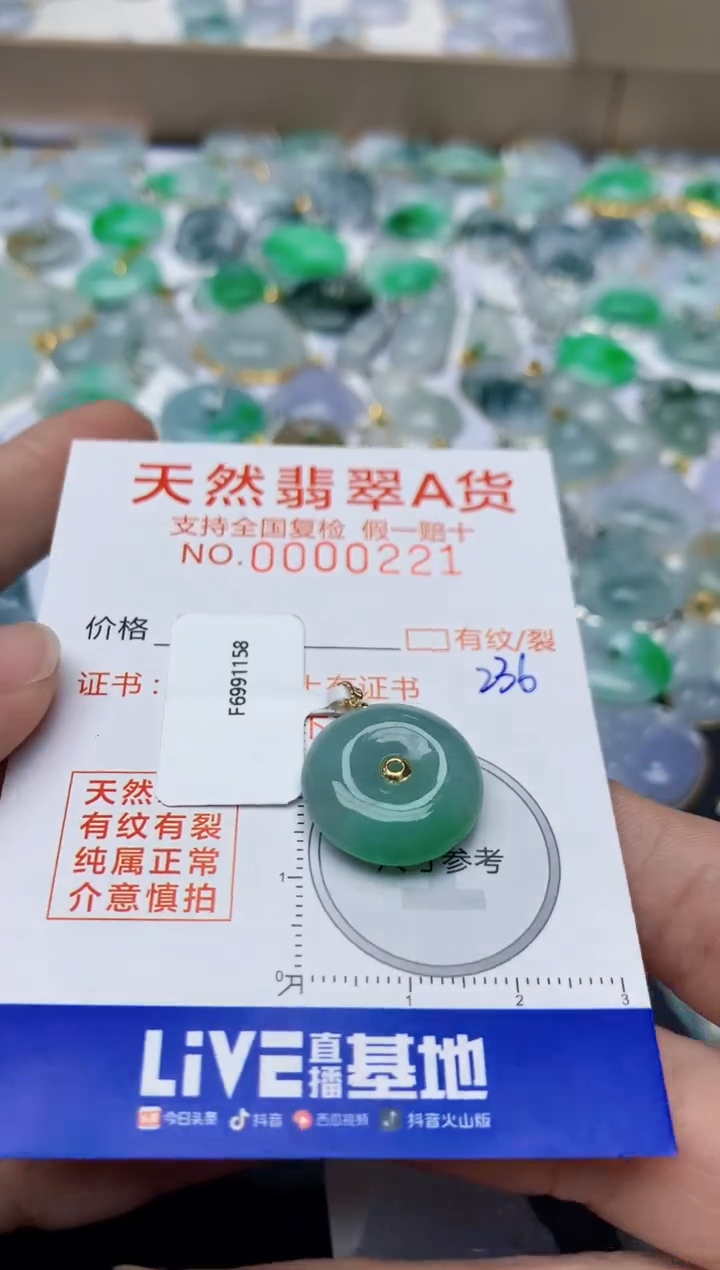 天然翡翠A货
支持全国复检 假一赔十
NO.0000221
价格
有纹/裂
236
证书：
证书
F6991158
天然
有纹有裂
纯属正常
介意慎拍
寸参考
1
0
1 2 3
LiVE直播基地
今日头条 抖音 西瓜视频 抖音火山版